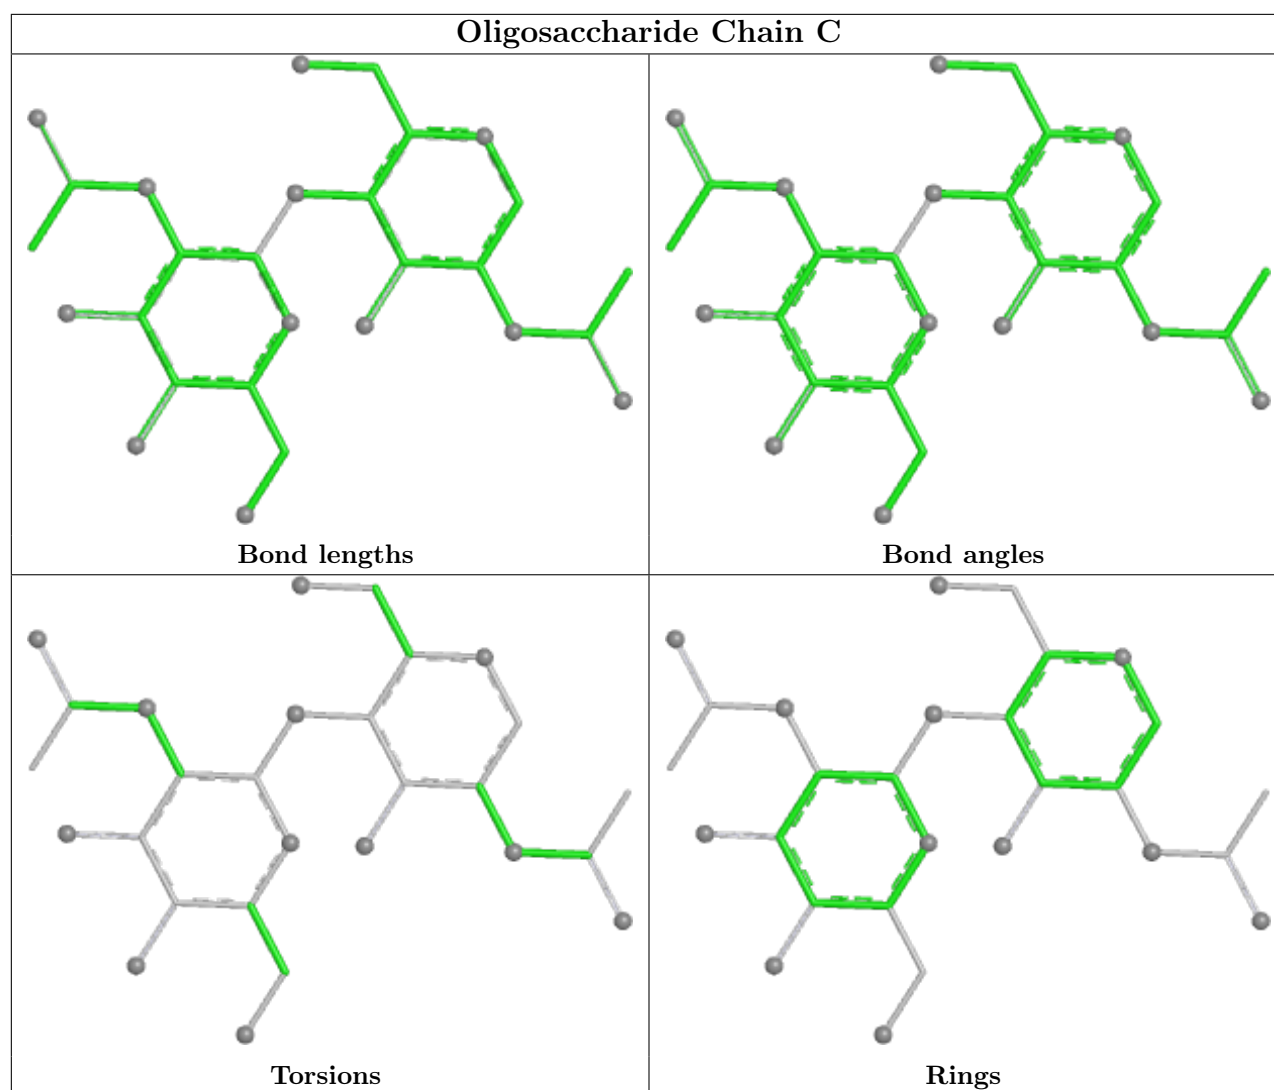 Oligosaccharide Chain C
Bond lengths
Bond angles
Torsions
Rings